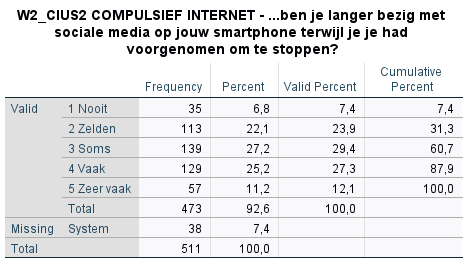 W2_CIUS2 COMPULSIEF INTERNET - ...ben je langer bezig met
sociale media op jouw smartphone terwijl je je had
voorgenomen om te stoppen?
Frequency Percent Valid Percent Cumulative Percent
Valid 1 Nooit 35 6,8 7,4 7,4
2 Zelden 113 22,1 23,9 31,3
3 Soms 139 27,2 29,4 60,7
4 Vaak 129 25,2 27,3 87,9
5 Zeer vaak 57 11,2 12,1 100,0
Total 473 92,6 100,0
Missing System 38 7,4
Total 511 100,0